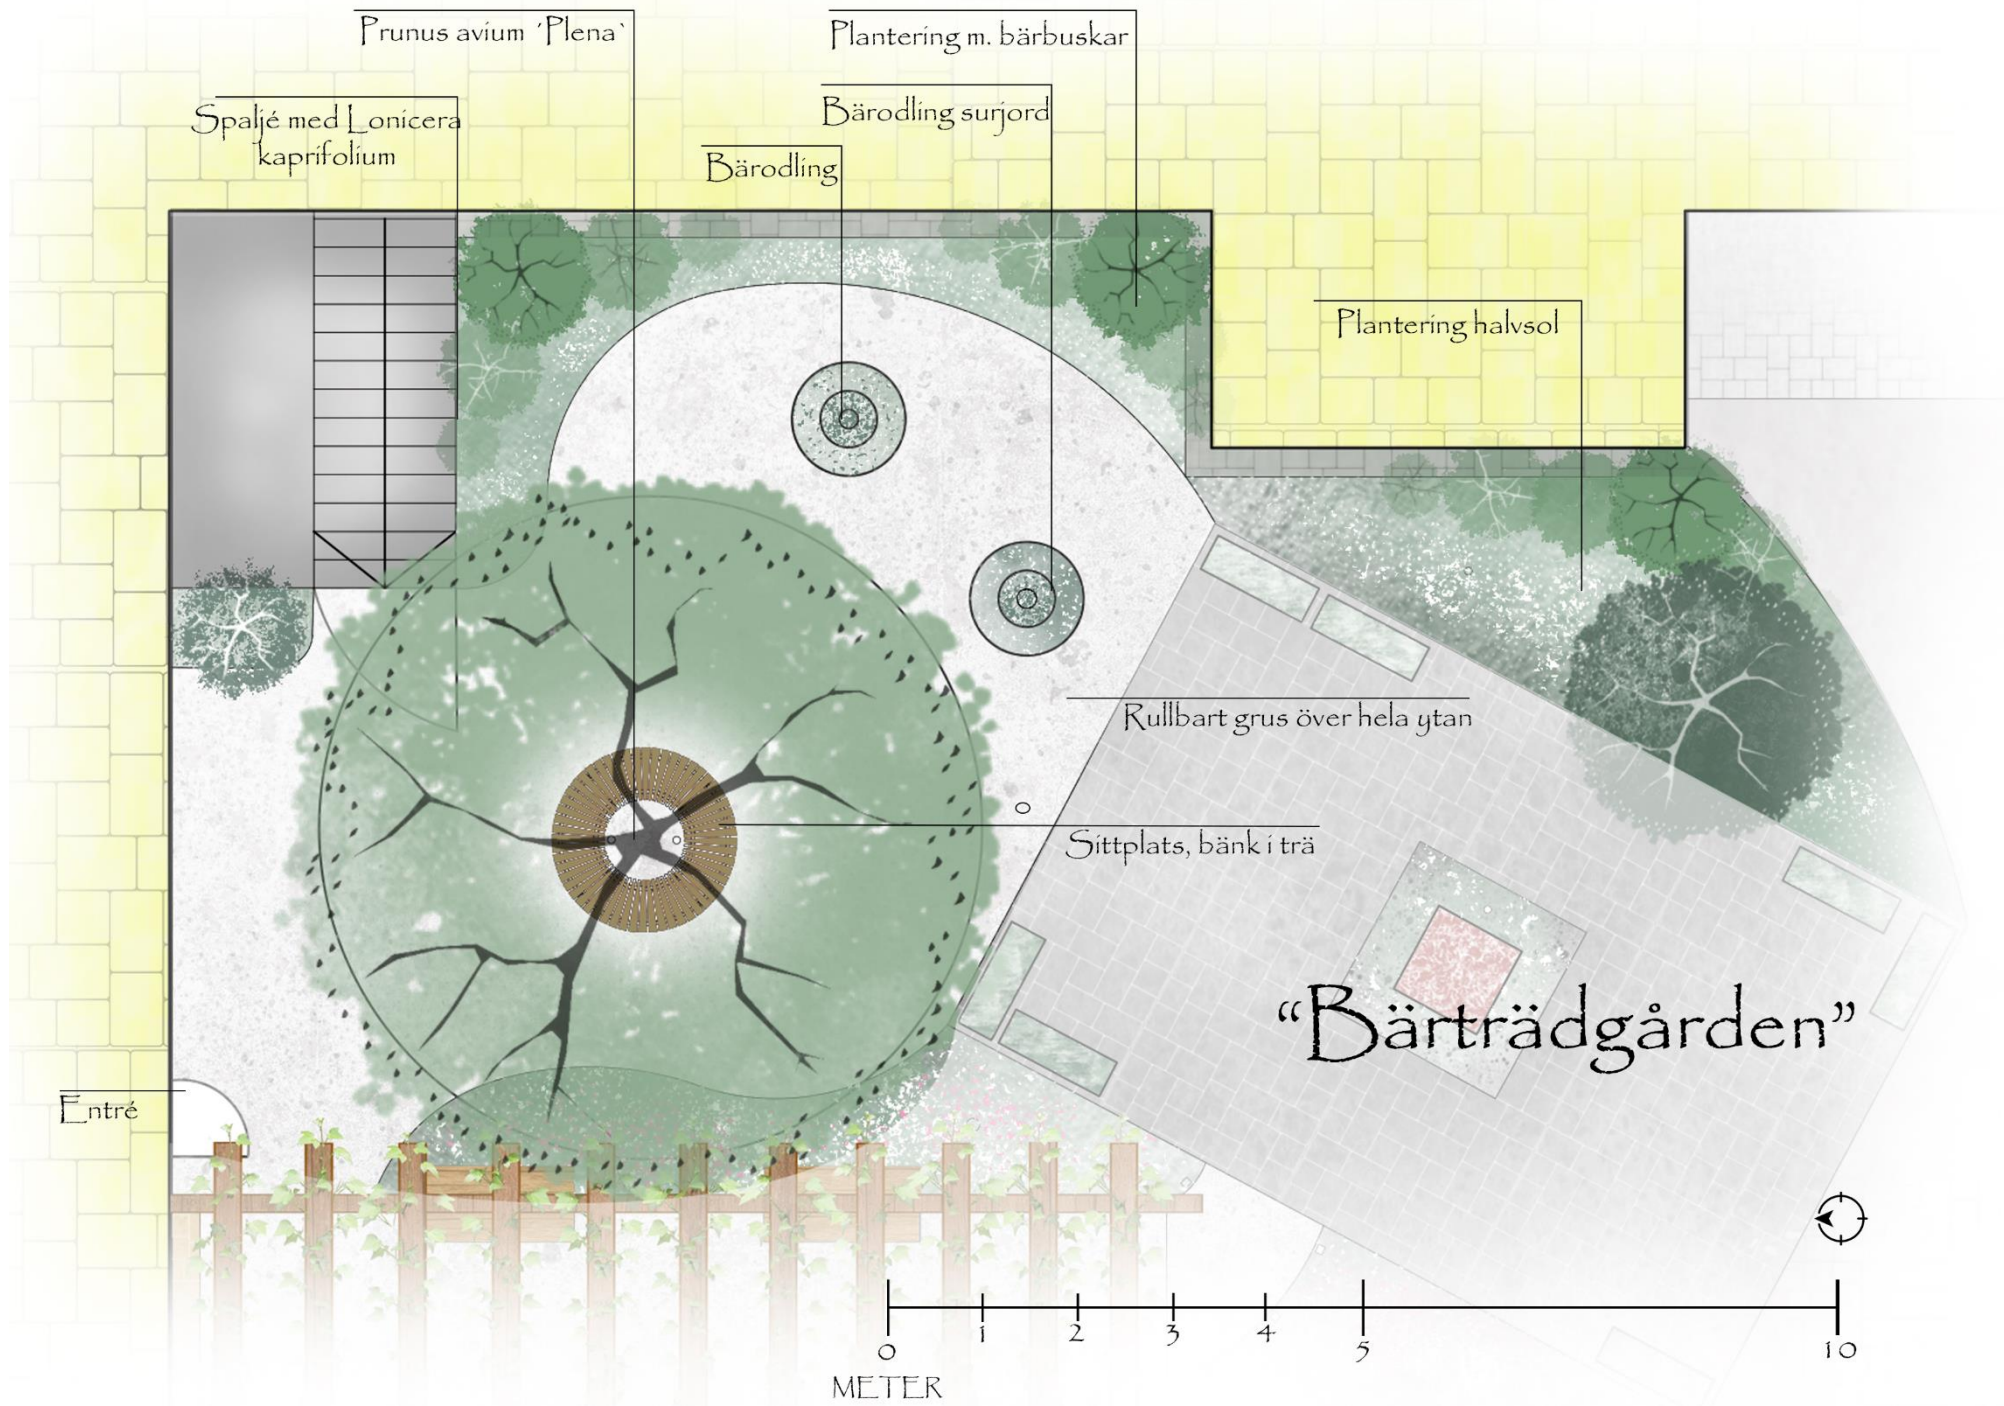 Prunus avium ´Plena`
Plantering m. bärbuskar
Spaljé med Lonicera
kaprifolium
Bärodling surjord
Bärodling
Plantering halvsol
Rullbart grus över hela ytan
Sittplats, bänk i trä
“Bärträdgården”
Entré
0 1 2 3 4 5 10
METER